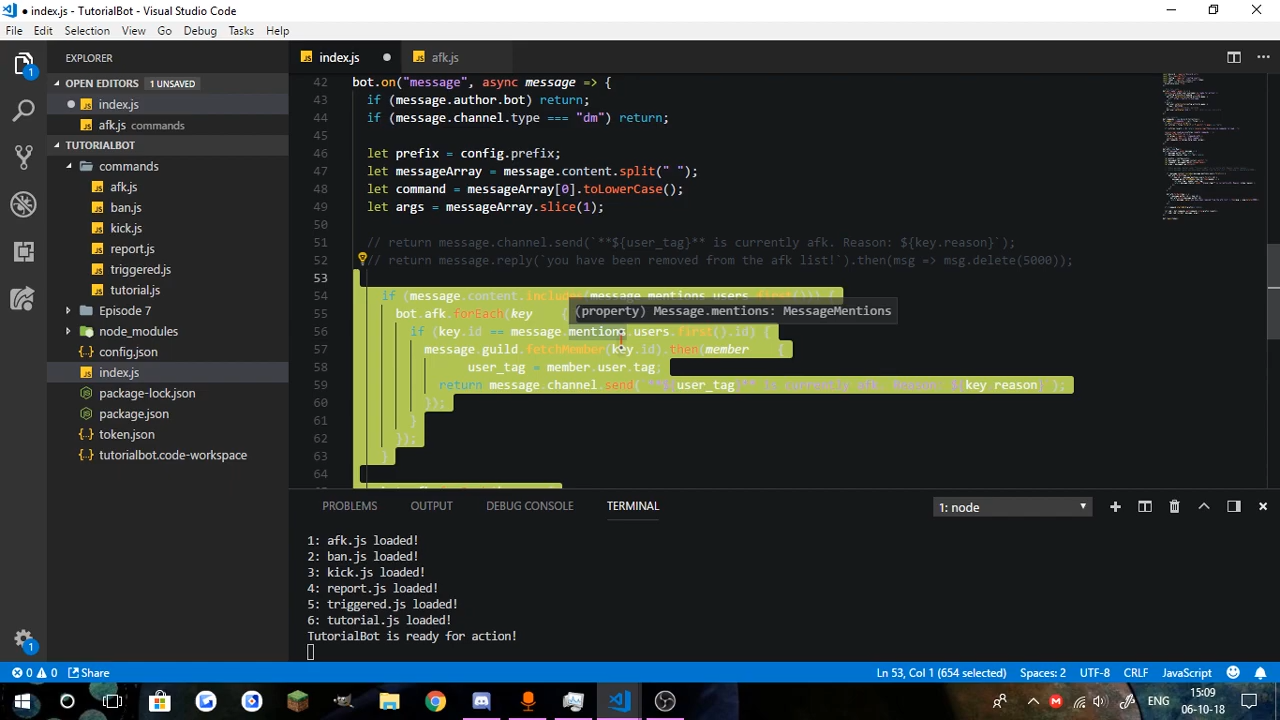 index.js - TutorialBot - Visual Studio Code
File Edit Selection View Go Debug Tasks Help
EXPLORER
OPEN EDITORS 1 UNSAVED
index.js
afk.js commands
TUTORIALBOT
commands
afk.js
ban.js
kick.js
report.js
triggered.js
tutorial.js
Episode 7
node_modules
config.json
index.js
package-lock.json
package.json
token.json
tutorialbot.code-workspace
index.js afk.js
42 bot.on("message", async message => {
43 if (message.author.bot) return;
44 if (message.channel.type === "dm") return;
45
46 let prefix = config.prefix;
47 let messageArray = message.content.split(" ");
48 let command = messageArray[0].toLowerCase();
49 let args = messageArray.slice(1);
50
51 // return message.channel.send(`**${user_tag}** is currently afk. Reason: ${key.reason}`);
52 // return message.reply(`you have been removed from the afk list!`).then(msg => msg.delete(5000));
53
54 if (message.content.includes(message.mentions.users.first())) {
(property) Message.mentions: MessageMentions
55 bot.afk.forEach(key {
56 if (key.id == message.mentions.users.first().id) {
57 message.guild.fetchMember(key.id).then(member {
58 user_tag = member.user.tag;
59 return message.channel.send(`**${user_tag}** is currently afk. Reason: ${key.reason}`);
60 });
61 }
62 });
63 }
64
PROBLEMS OUTPUT DEBUG CONSOLE TERMINAL 1: node
1: afk.js loaded!
2: ban.js loaded!
3: kick.js loaded!
4: report.js loaded!
5: triggered.js loaded!
6: tutorial.js loaded!
TutorialBot is ready for action!
0 0 Share Ln 53, Col 1 (654 selected) Spaces: 2 UTF-8 CRLF JavaScript 1
ENG 15:09
06-10-18